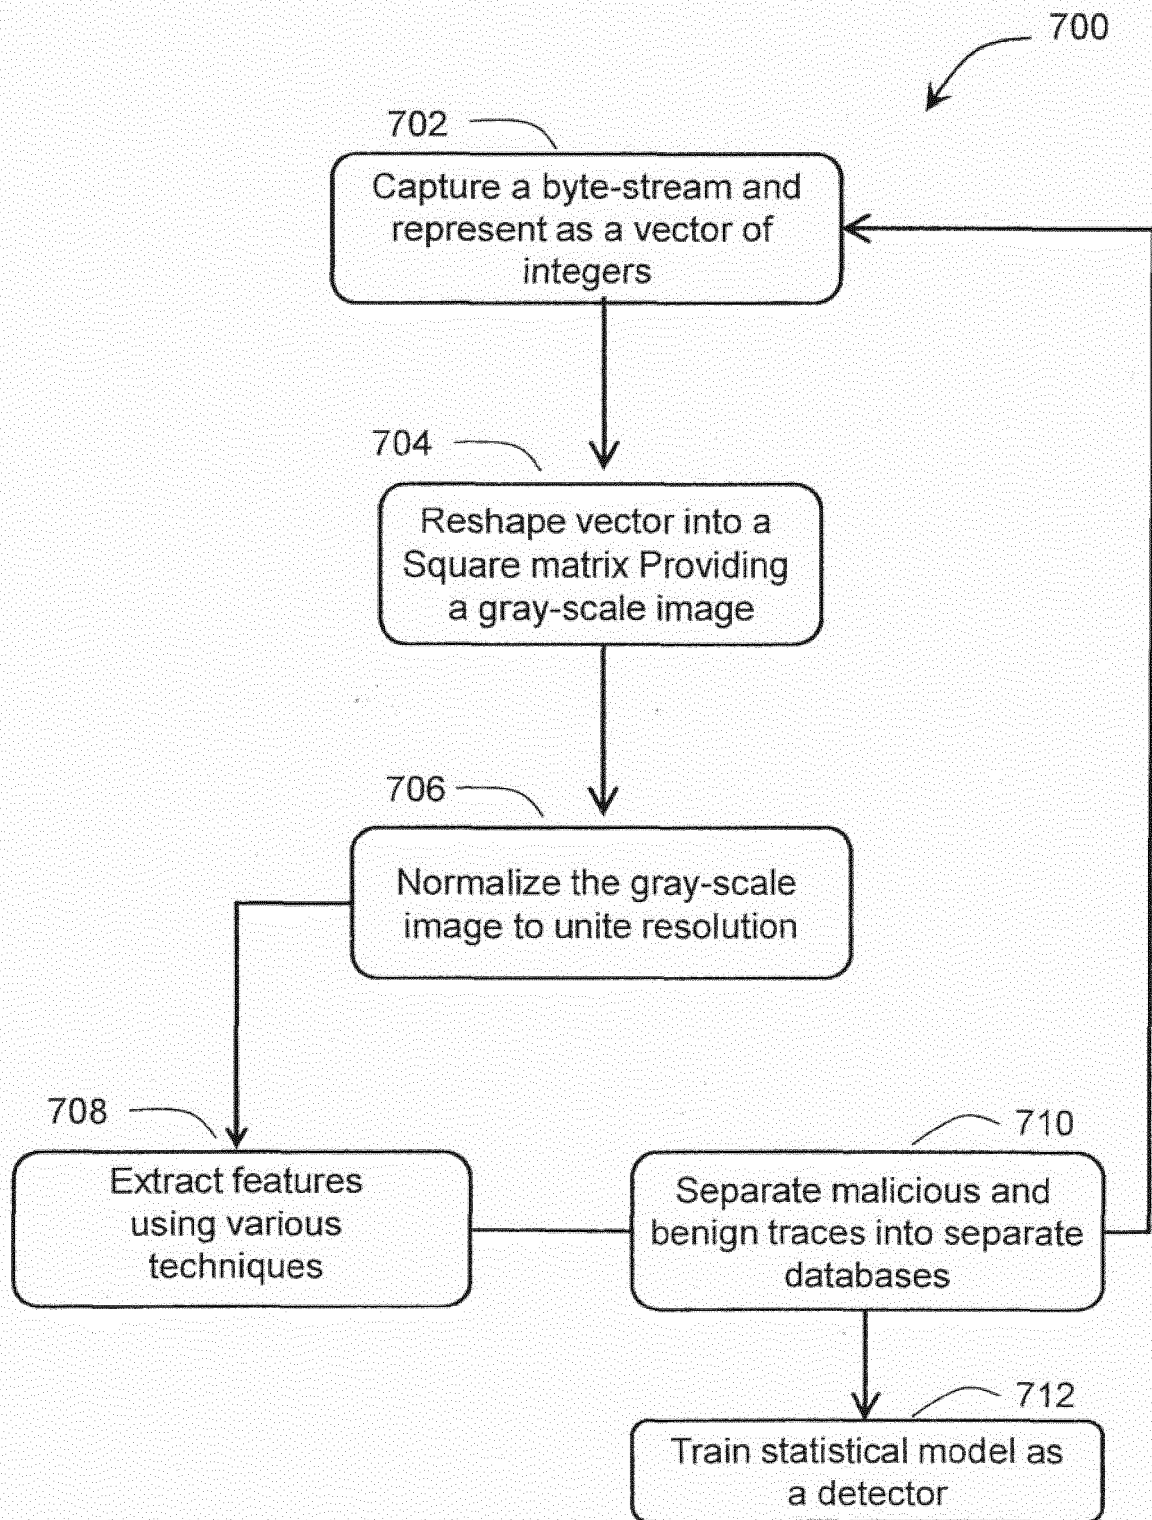 700
702
Capture a byte-stream and
represent as a vector of
integers
704
Reshape vector into a
Square matrix Providing
a gray-scale image
706
Normalize the gray-scale
image to unite resolution
708
Extract features
using various
techniques
710
Separate malicious and
benign traces into separate
databases
712
Train statistical model as
a detector